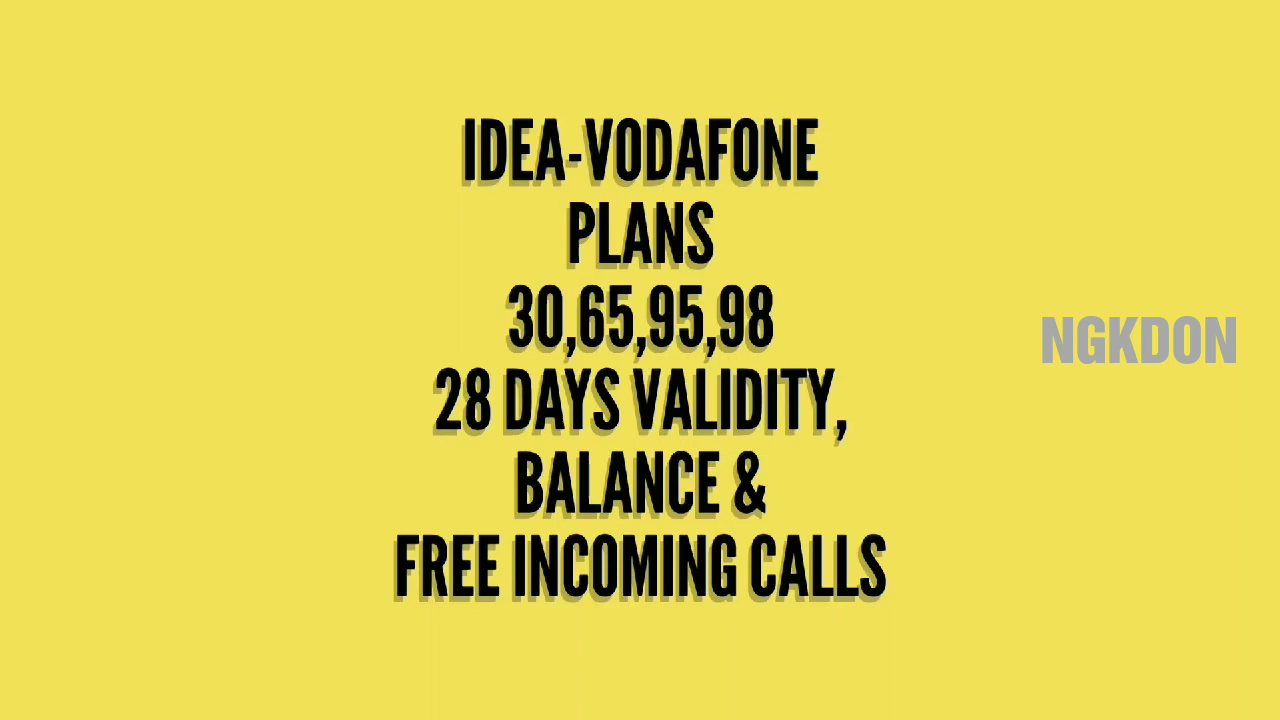 IDEA-VODAFONE
PLANS
30,65,95,98
NGKDON
28 DAYS VALIDITY,
BALANCE &
FREE INCOMING CALLS